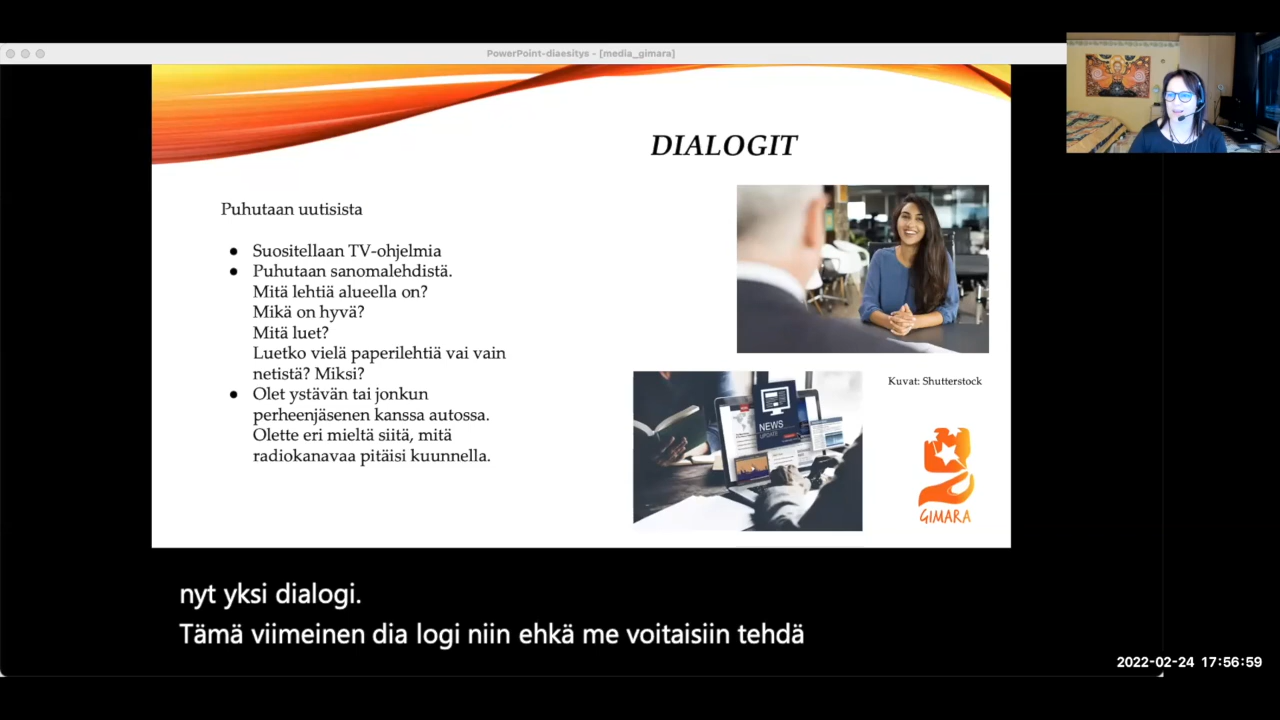 PowerPoint-diaesitys - [media_gimara]
DIALOGIT
Puhutaan uutisista
● Suositellaan TV-ohjelmia
● Puhutaan sanomalehdistä.
Mitä lehtiä alueella on?
Mikä on hyvä?
Mitä luet?
Luetko vielä paperilehtiä vai vain
netistä? Miksi?
● Olet ystävän tai jonkun
perheenjäsenen kanssa autossa.
Olette eri mieltä siitä, mitä
radiokanavaa pitäisi kuunnella.
NEWS
UPDATE
Kuvat: Shutterstock
GIMARA
nyt yksi dialogi.
Tämä viimeinen dia logi niin ehkä me voitaisiin tehdä
2022-02-24 17:56:59